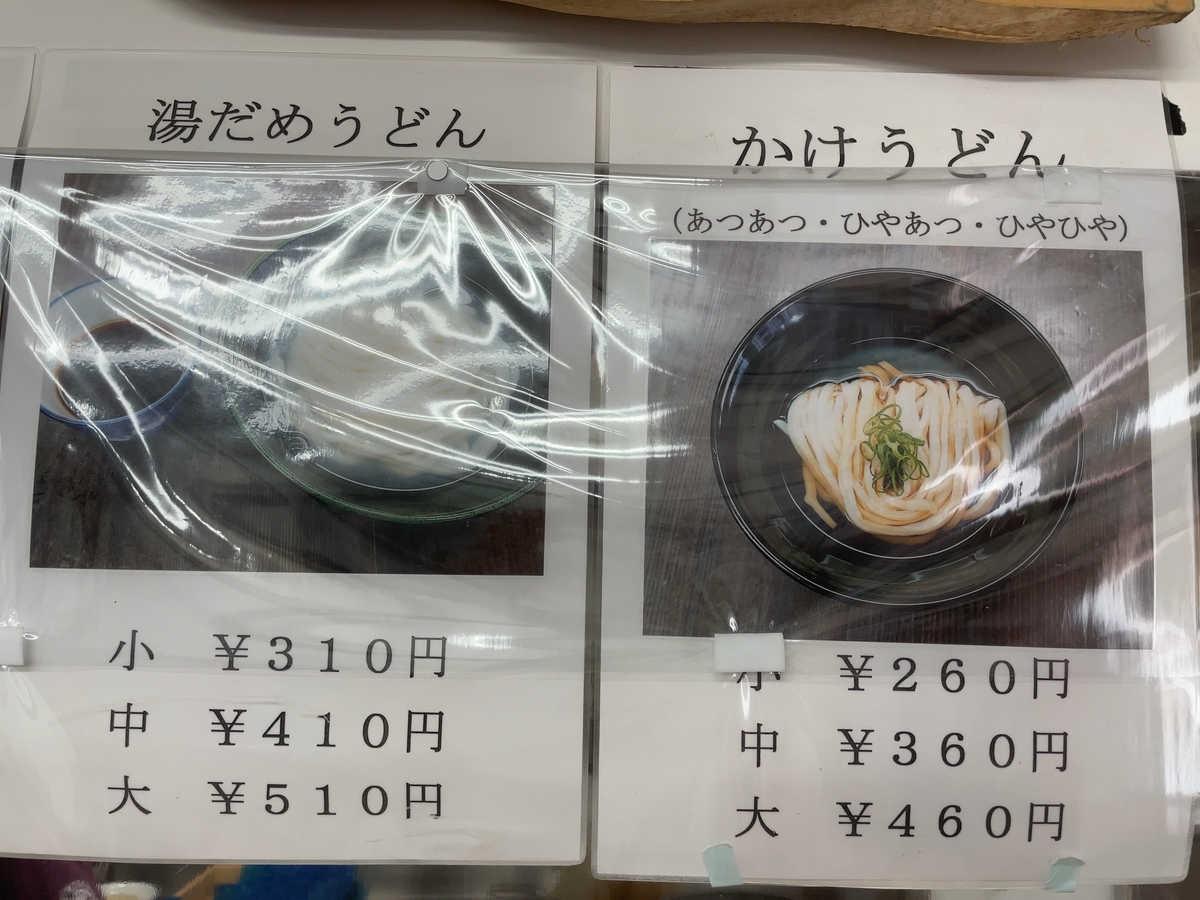 湯だめうどん
小 ￥３１０円
中 ￥４１０円
大 ￥５１０円
かけうどん
(あつあつ・ひやあつ・ひやひや)
小 ￥２６０円
中 ￥３６０円
大 ￥４６０円